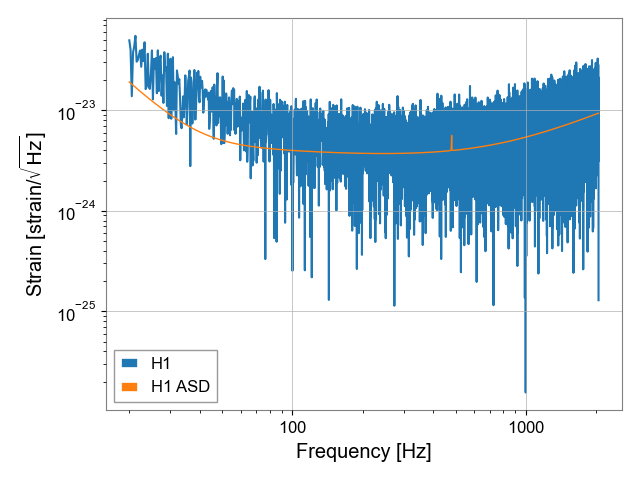 Strain [strain/√Hz]
10⁻²³
10⁻²⁴
10⁻²⁵
H1
H1 ASD
100
1000
Frequency [Hz]